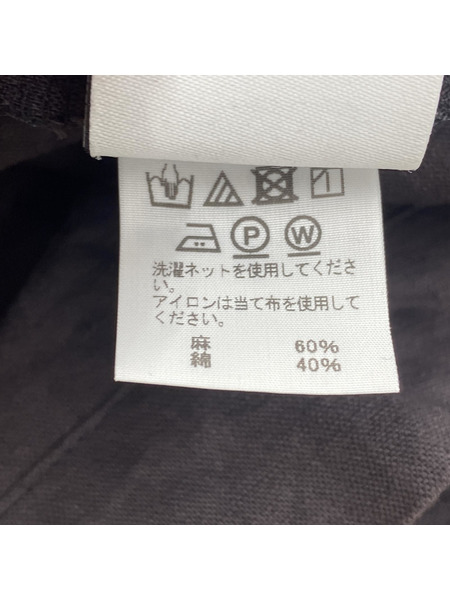 P W
洗濯ネットを使用してくださ
い。
アイロンは当て布を使用して
ください。
麻 60%
綿 40%